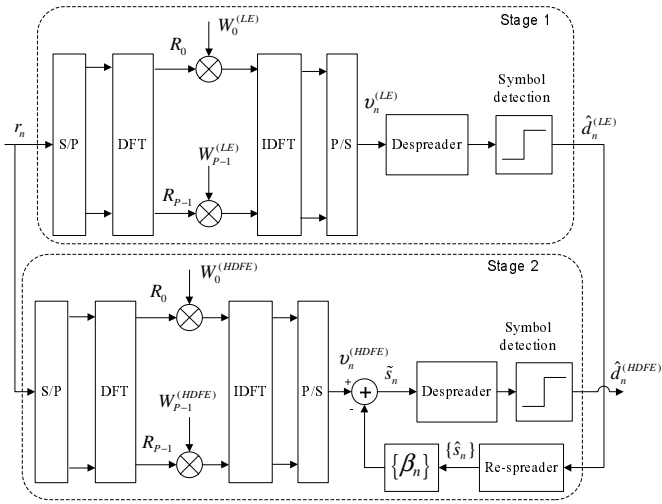 Stage 1
W_0^{(LE)}
R_0
r_n
S/P
DFT
W_{P-1}^{(LE)}
R_{P-1}
IDFT
P/S
υ_n^{(LE)}
Despreader
Symbol
detection
d̂_n^{(LE)}
Stage 2
W_0^{(HDFE)}
R_0
S/P
DFT
W_{P-1}^{(HDFE)}
R_{P-1}
IDFT
P/S
υ_n^{(HDFE)}
+
-
s̃_n
Despreader
Symbol
detection
d̂_n^{(HDFE)}
{β_n}
{ŝ_n}
Re-spreader